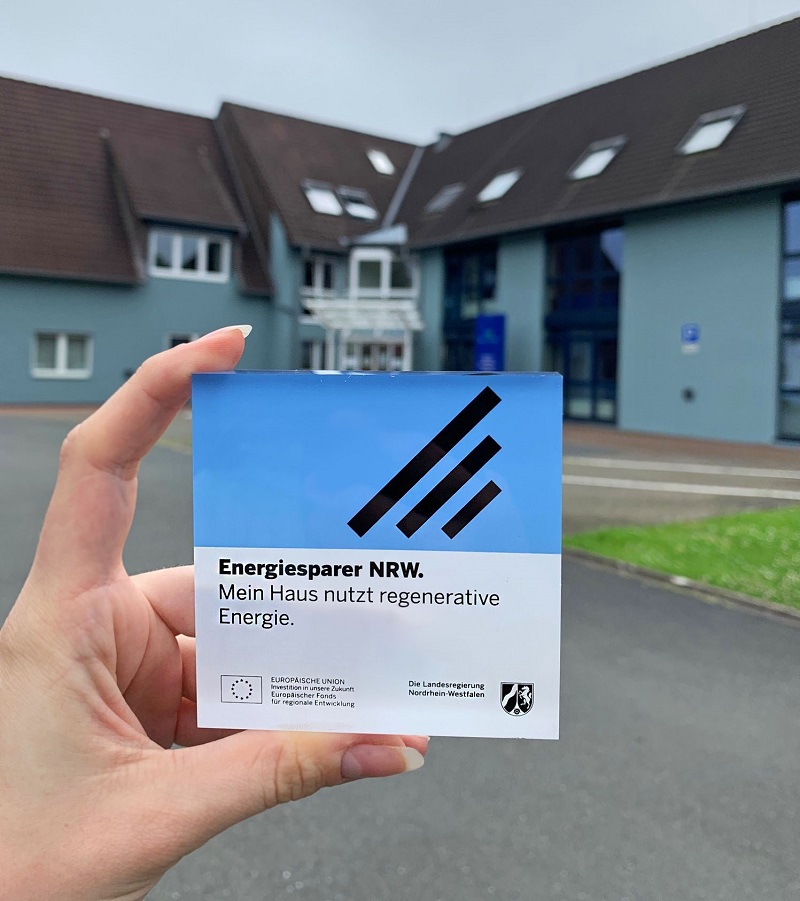 Energiesparer NRW.
Mein Haus nutzt regenerative
Energie.
EUROPÄISCHE UNION
Investition in unsere Zukunft
Europäischer Fonds
für regionale Entwicklung
Die Landesregierung
Nordrhein-Westfalen